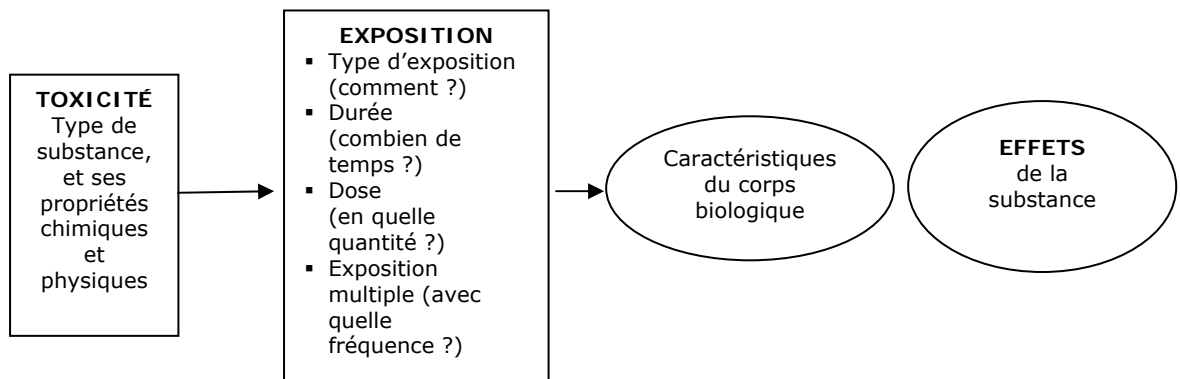 TOXICITÉ
Type de
substance,
et ses
propriétés
chimiques
et
physiques
EXPOSITION
▪ Type d’exposition
(comment ?)
▪ Durée
(combien de
temps ?)
▪ Dose
(en quelle
quantité ?)
▪ Exposition
multiple (avec
quelle
fréquence ?)
Caractéristiques
du corps
biologique
EFFETS
de la
substance